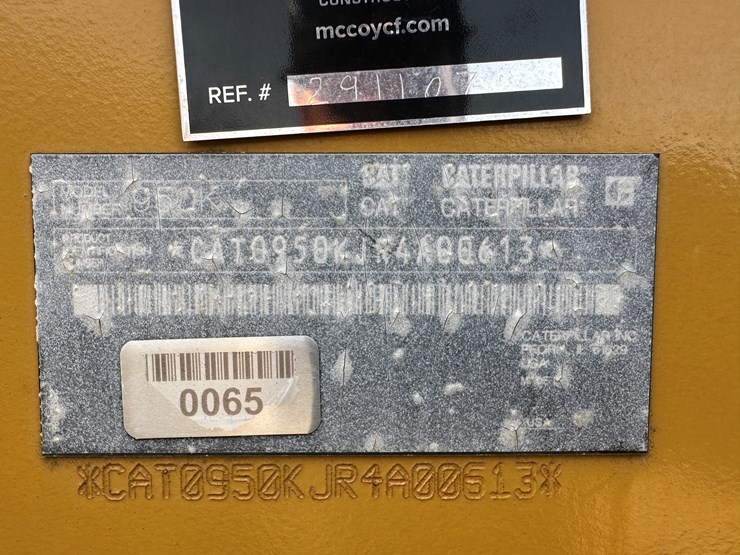 mccoycf.com
REF. # 291107
MODEL 950K
CAT CATERPILLAR
CAT CATERPILLAR
PRODUCT
*CAT0950KJR4A00613*
CATERPILLAR INC
PEORIA IL 61629
USA
USA
0065
*CAT0950KJR4A00613*